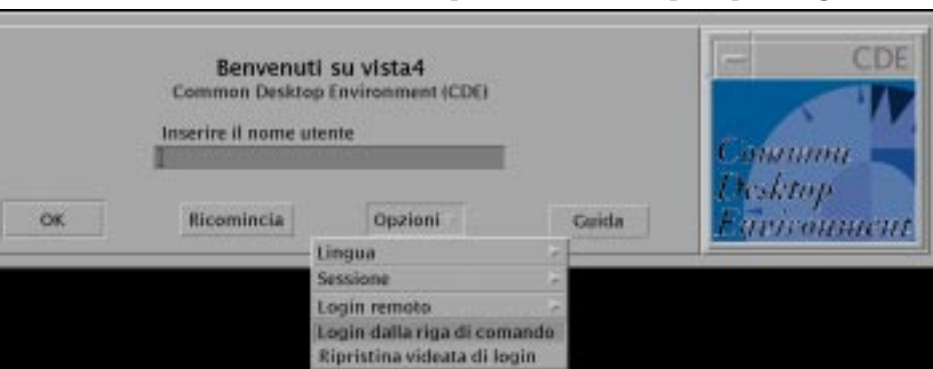 Benvenuti su vista4
Common Desktop Environment (CDE)
Inserire il nome utente
OK
Ricomincia
Opzioni
Guida
CDE
Common
Desktop
Environment
Lingua
Sessione
Login remoto
Login dalla riga di comando
Ripristina videata di login